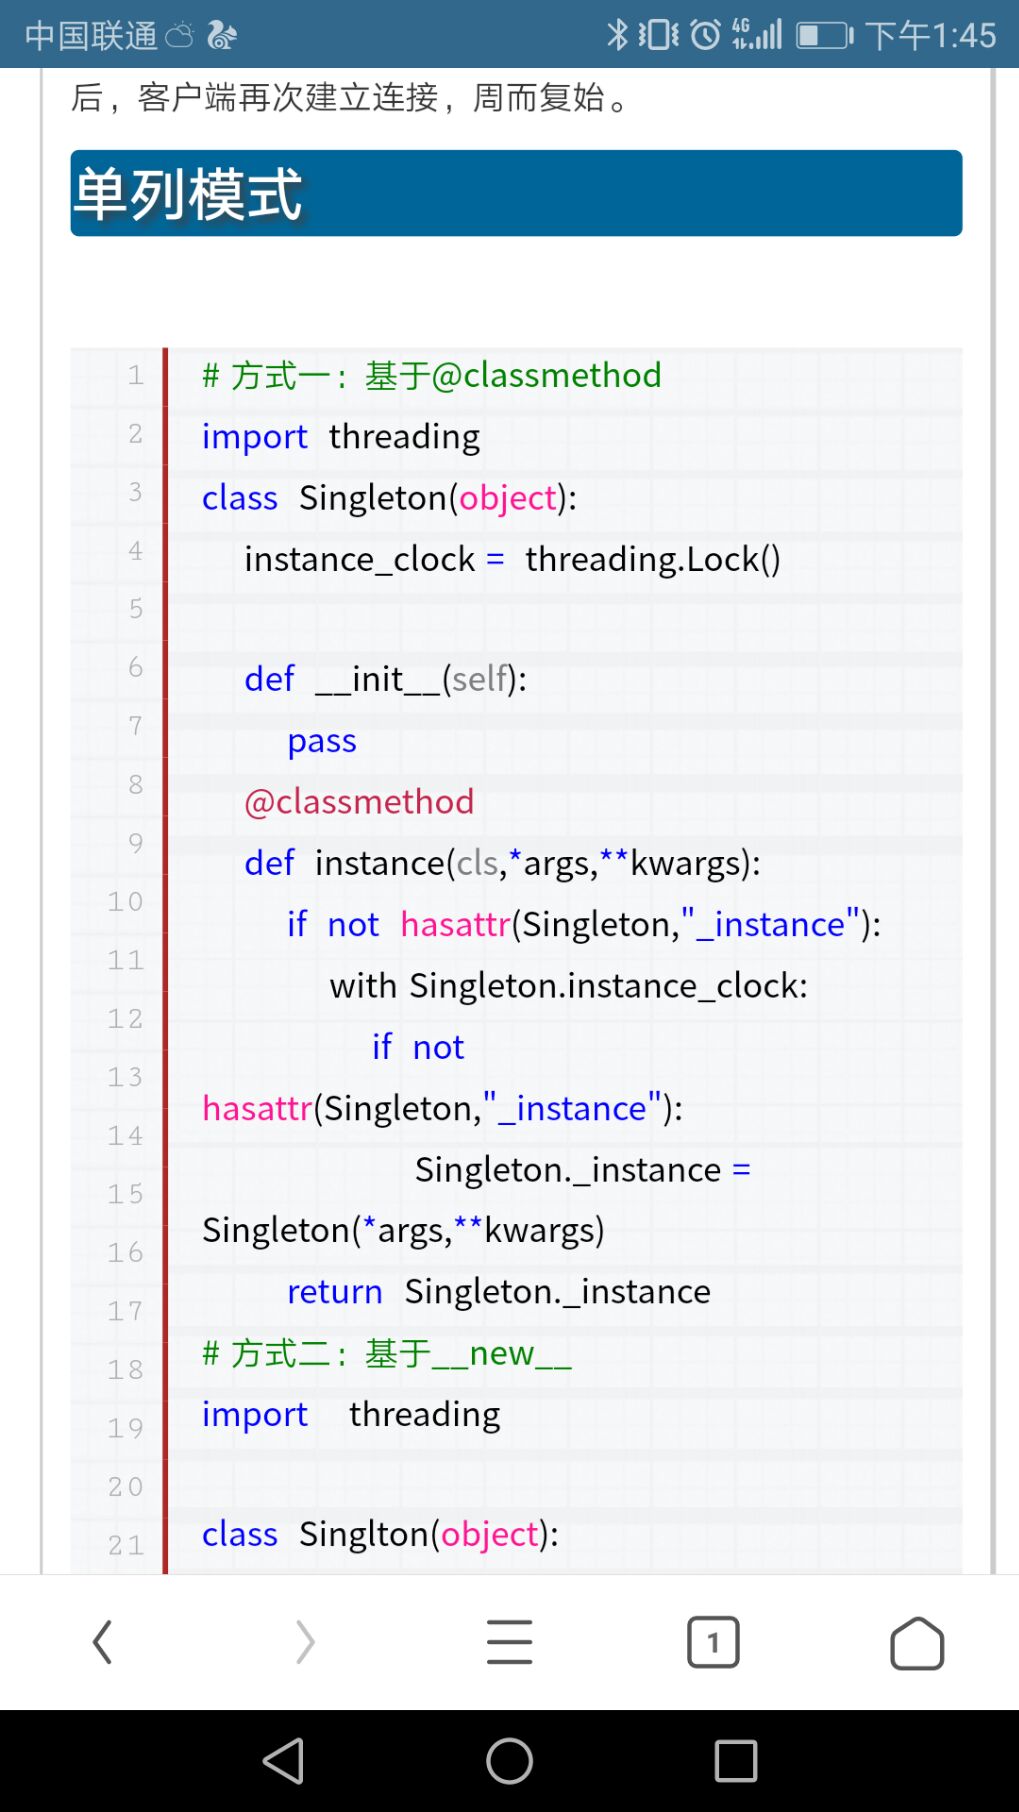 中国联通 4G 下午1:45
后，客户端再次建立连接，周而复始。
单列模式
1 # 方式一：基于@classmethod
2 import threading
3 class Singleton(object):
4 instance_clock = threading.Lock()
5
6 def __init__(self):
7 pass
8 @classmethod
9 def instance(cls,*args,**kwargs):
10 if not hasattr(Singleton,"_instance"):
11 with Singleton.instance_clock:
12 if not
13 hasattr(Singleton,"_instance"):
14 Singleton._instance =
15 Singleton(*args,**kwargs)
16 return Singleton._instance
17 # 方式二：基于__new__
18 import threading
19
20 class Singlton(object):
21
1